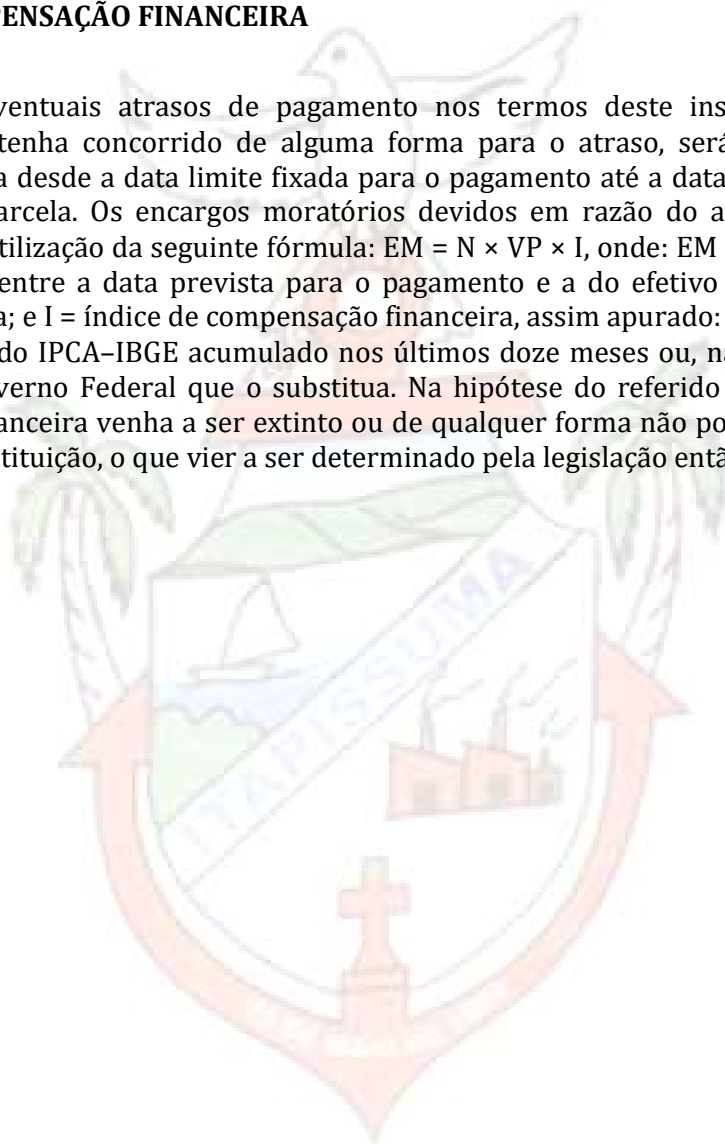 PENSAÇÃO FINANCEIRA
ventuais atrasos de pagamento nos termos deste ins
tenha concorrido de alguma forma para o atraso, será
a desde a data limite fixada para o pagamento até a data
arcela. Os encargos moratórios devidos em razão do a
tilização da seguinte fórmula: EM = N × VP × I, onde: EM
entre a data prevista para o pagamento e a do efetivo
a; e I = índice de compensação financeira, assim apurado:
do IPCA–IBGE acumulado nos últimos doze meses ou, na
verno Federal que o substitua. Na hipótese do referido
anceira venha a ser extinto ou de qualquer forma não po
tituição, o que vier a ser determinado pela legislação entã
ITAPISSUMA